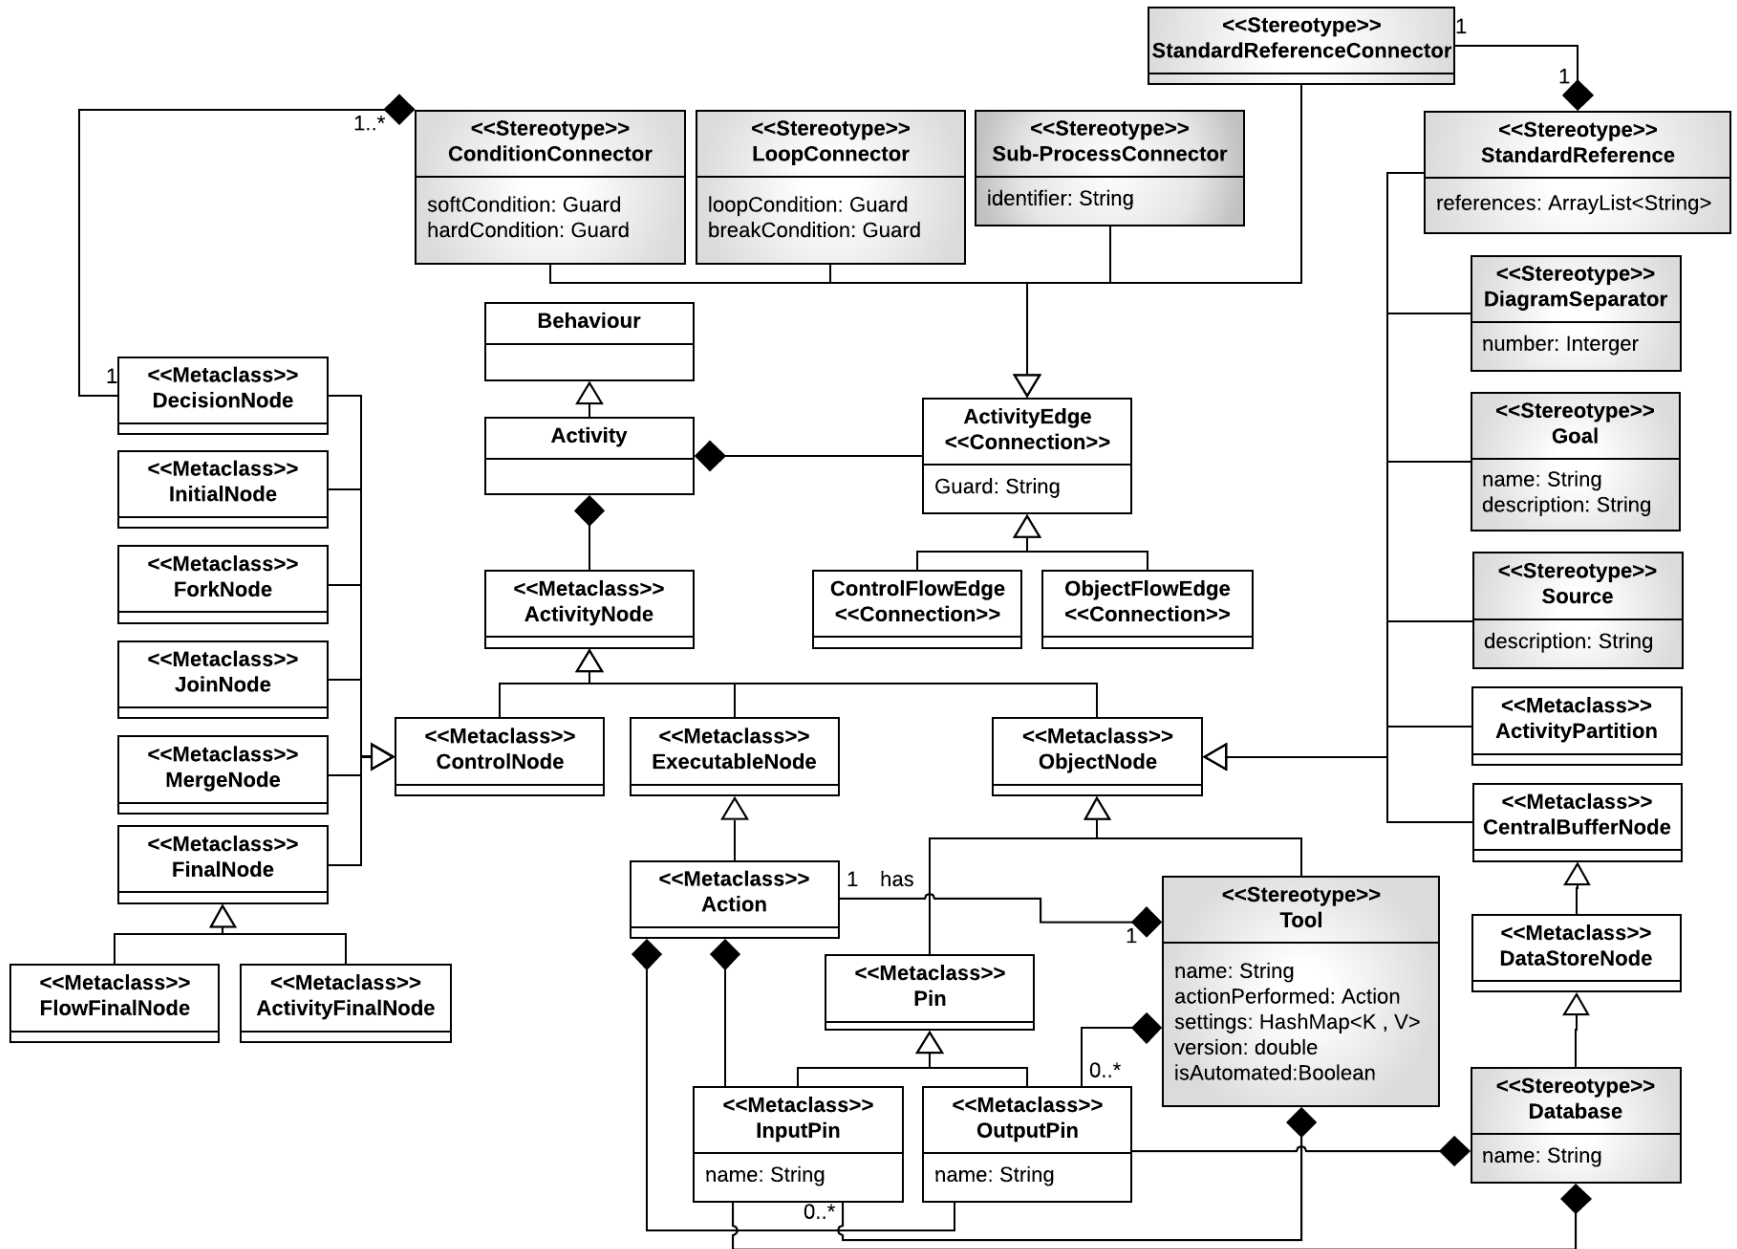 <<Stereotype>>
StandardReferenceConnector
1
1
1..*
<<Stereotype>>
ConditionConnector
softCondition: Guard
hardCondition: Guard
<<Stereotype>>
LoopConnector
loopCondition: Guard
breakCondition: Guard
<<Stereotype>>
Sub-ProcessConnector
identifier: String
<<Stereotype>>
StandardReference
references: ArrayList<String>
<<Stereotype>>
DiagramSeparator
number: Interger
Behaviour
1
<<Metaclass>>
DecisionNode
Activity
ActivityEdge
<<Connection>>
Guard: String
<<Stereotype>>
Goal
name: String
description: String
<<Metaclass>>
InitialNode
<<Metaclass>>
ForkNode
<<Metaclass>>
ActivityNode
ControlFlowEdge
<<Connection>>
ObjectFlowEdge
<<Connection>>
<<Stereotype>>
Source
description: String
<<Metaclass>>
JoinNode
<<Metaclass>>
MergeNode
<<Metaclass>>
ControlNode
<<Metaclass>>
ExecutableNode
<<Metaclass>>
ObjectNode
<<Metaclass>>
ActivityPartition
<<Metaclass>>
CentralBufferNode
<<Metaclass>>
FinalNode
<<Metaclass>>
Action
1 has
1
<<Stereotype>>
Tool
name: String
actionPerformed: Action
settings: HashMap<K , V>
version: double
isAutomated:Boolean
<<Metaclass>>
DataStoreNode
<<Metaclass>>
FlowFinalNode
<<Metaclass>>
ActivityFinalNode
<<Metaclass>>
Pin
0..*
<<Metaclass>>
InputPin
name: String
<<Metaclass>>
OutputPin
name: String
<<Stereotype>>
Database
name: String
0..*